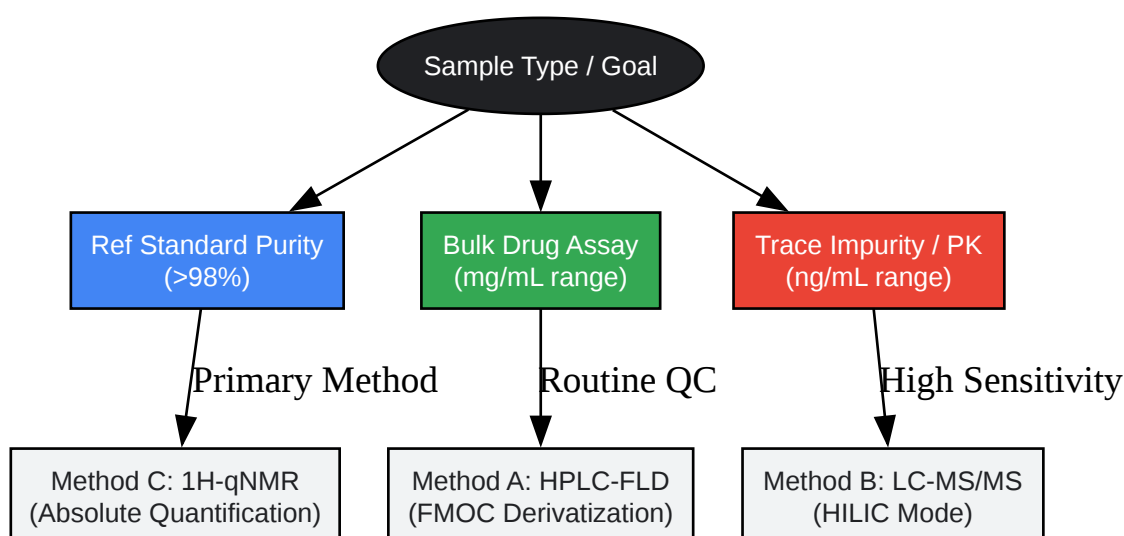 Sample Type / Goal
Ref Standard Purity
(>98%)
Bulk Drug Assay
(mg/mL range)
Trace Impurity / PK
(ng/mL range)
Primary Method
Routine QC
High Sensitivity
Method C: 1H-qNMR
(Absolute Quantification)
Method A: HPLC-FLD
(FMOC Derivatization)
Method B: LC-MS/MS
(HILIC Mode)